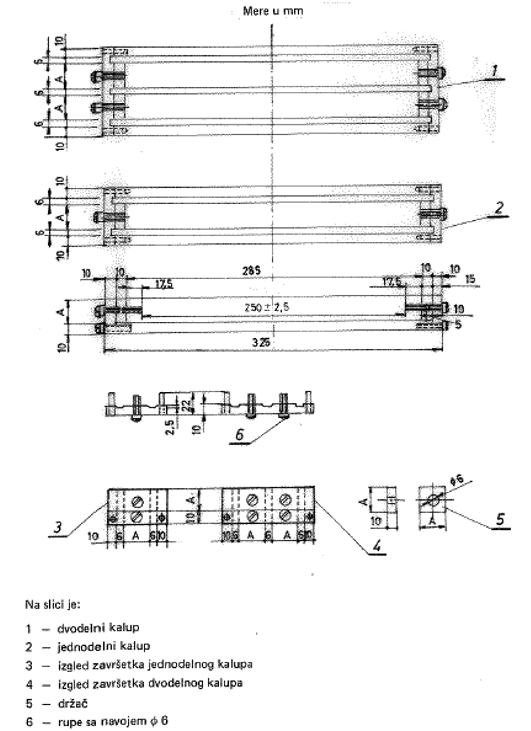 Mere u mm
10
6
A
6
A
6
10
1
10
6
A
6
10
2
10
10
285
10
10
17,5
17,5
15
A
250 ± 2,5
10
5
10
325
2,5
22
10
6
A
10
A
φ6
3
10
6
A
6
10
10
6
A
6
A
6
10
4
10
A
5
Na slici je:
1 — dvodelni kalup
2 — jednodelni kalup
3 — izgled završetka jednodelnog kalupa
4 — izgled završetka dvodelnog kalupa
5 — držač
6 — rupe sa navojem φ 6